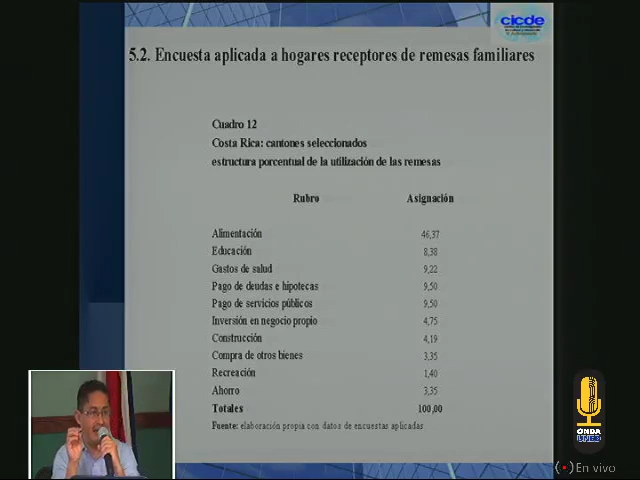 cicde
5.2. Encuesta aplicada a hogares receptores de remesas familiares
Cuadro 12
Costa Rica: cantones seleccionados
estructura porcentual de la utilización de las remesas
Rubro Asignación
Alimentación 46,37
Educación 8,38
Gastos de salud 9,22
Pago de deudas e hipotecas 9,50
Pago de servicios públicos 9,50
Inversión en negocio propio 4,75
Construcción 4,19
Compra de otros bienes 3,35
Recreación 1,40
Ahorro 3,35
Totales 100,00
Fuente: elaboración propia con datos de encuestas aplicadas
ONDA
UNED
En vivo